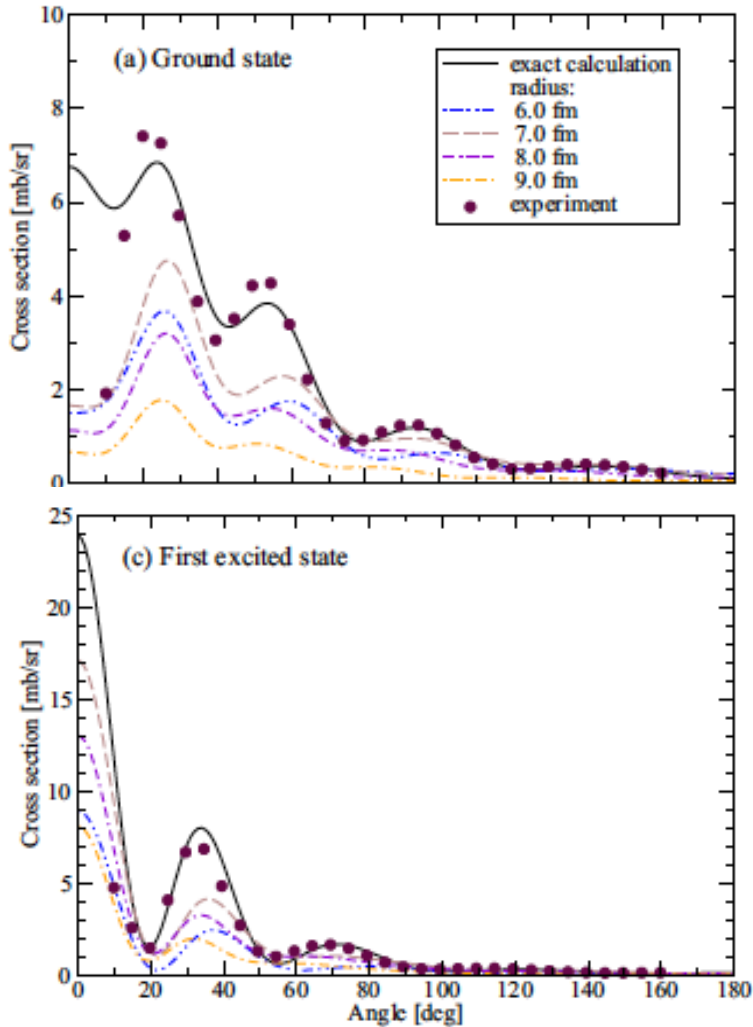 10
(a) Ground state
exact calculation
radius:
6.0 fm
7.0 fm
8.0 fm
9.0 fm
experiment
8
6
4
2
0
Cross section [mb/sr]
25
(c) First excited state
20
15
10
5
0
Cross section [mb/sr]
0 20 40 60 80 100 120 140 160 180
Angle [deg]